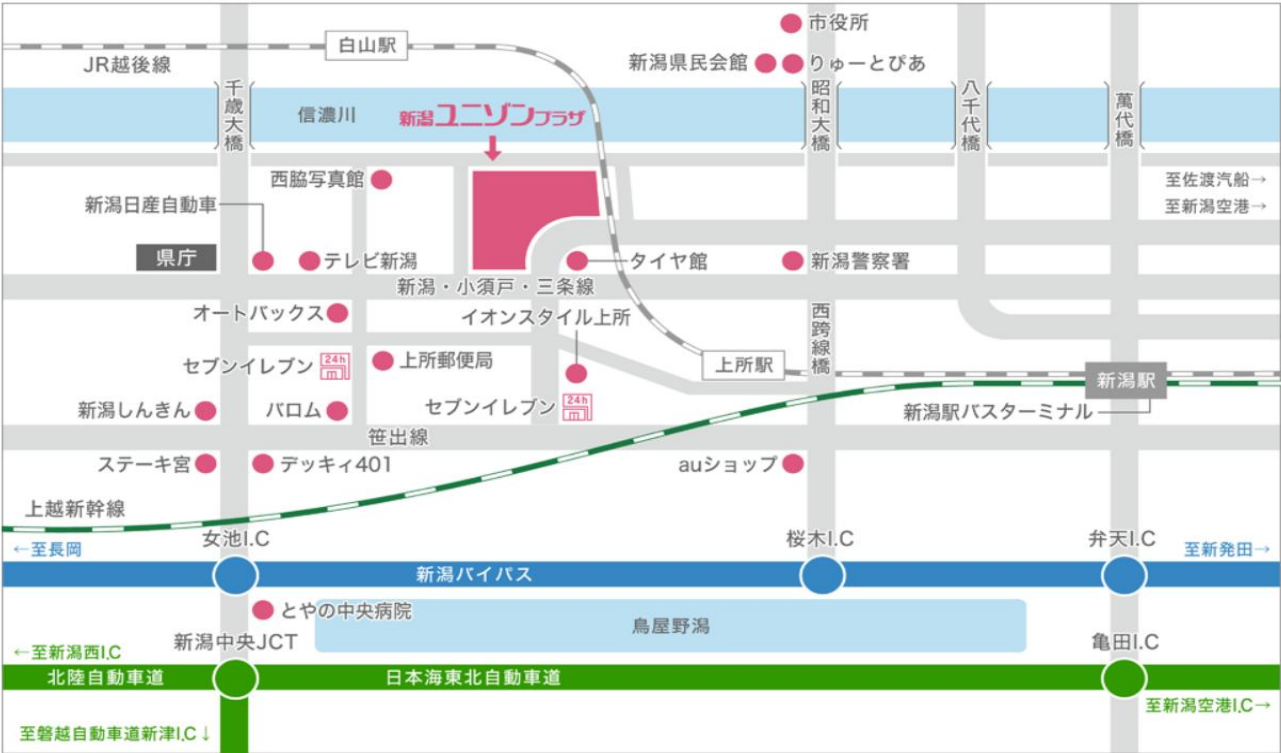 市役所
白山駅
新潟県民会館
りゅーとぴあ
JR越後線
千歳大橋
信濃川
新潟ユニゾンプラザ
↓
昭和大橋
八千代橋
萬代橋
西脇写真館
至佐渡汽船→
新潟日産自動車
至新潟空港→
県庁
テレビ新潟
タイヤ館
新潟警察署
新潟・小須戸・三条線
オートバックス
イオンスタイル上所
西跨線橋
セブンイレブン
24h
上所郵便局
上所駅
新潟駅
新潟しんきん
バロム
セブンイレブン
24h
新潟駅バスターミナル
笹出線
ステーキ宮
デッキィ401
auショップ
上越新幹線
女池I.C
桜木I.C
弁天I.C
←至長岡
至新発田→
新潟バイパス
とやの中央病院
鳥屋野潟
新潟中央JCT
亀田I.C
←至新潟西I.C
北陸自動車道
日本海東北自動車道
至新潟空港I.C→
至磐越自動車道新津I.C↓